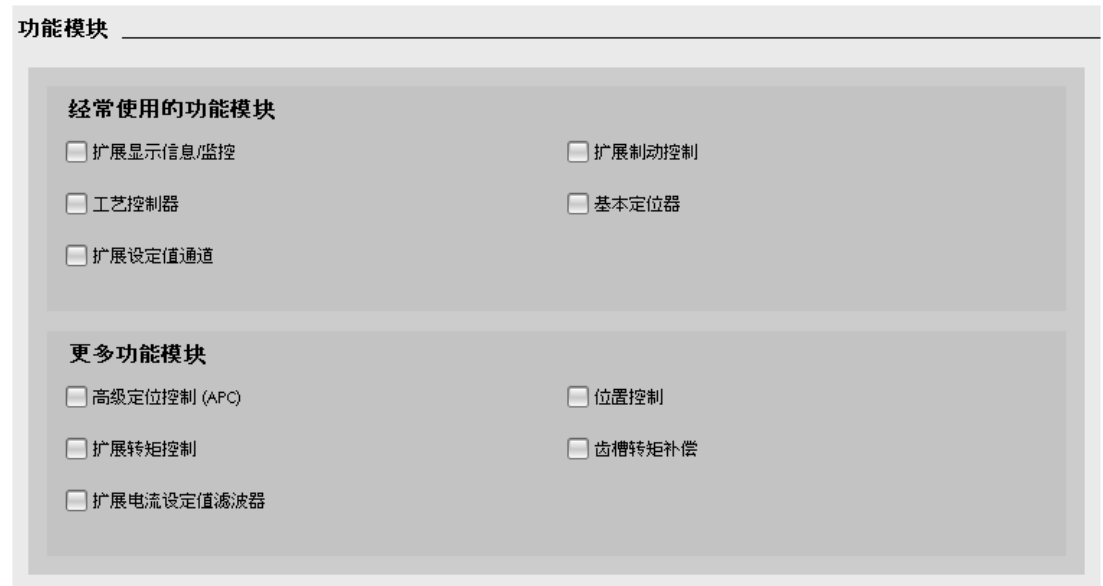 功能模块
经常使用的功能模块
扩展显示信息/监控
扩展制动控制
工艺控制器
基本定位器
扩展设定值通道
更多功能模块
高级定位控制 (APC)
位置控制
扩展转矩控制
齿槽转矩补偿
扩展电流设定值滤波器